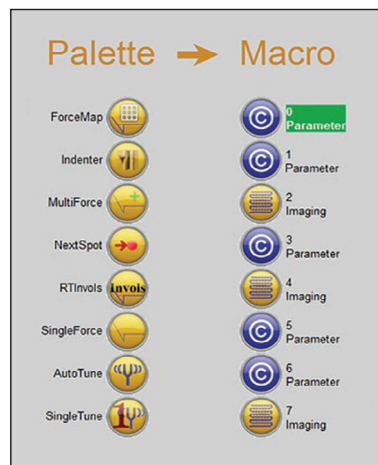 Palette → Macro
ForceMap
0
Parameter
Indenter
1
Parameter
MultiForce
2
Imaging
NextSpot
3
Parameter
RTInvols
Invols
4
Imaging
SingleForce
5
Parameter
AutoTune
6
Parameter
SingleTune
1
7
Imaging